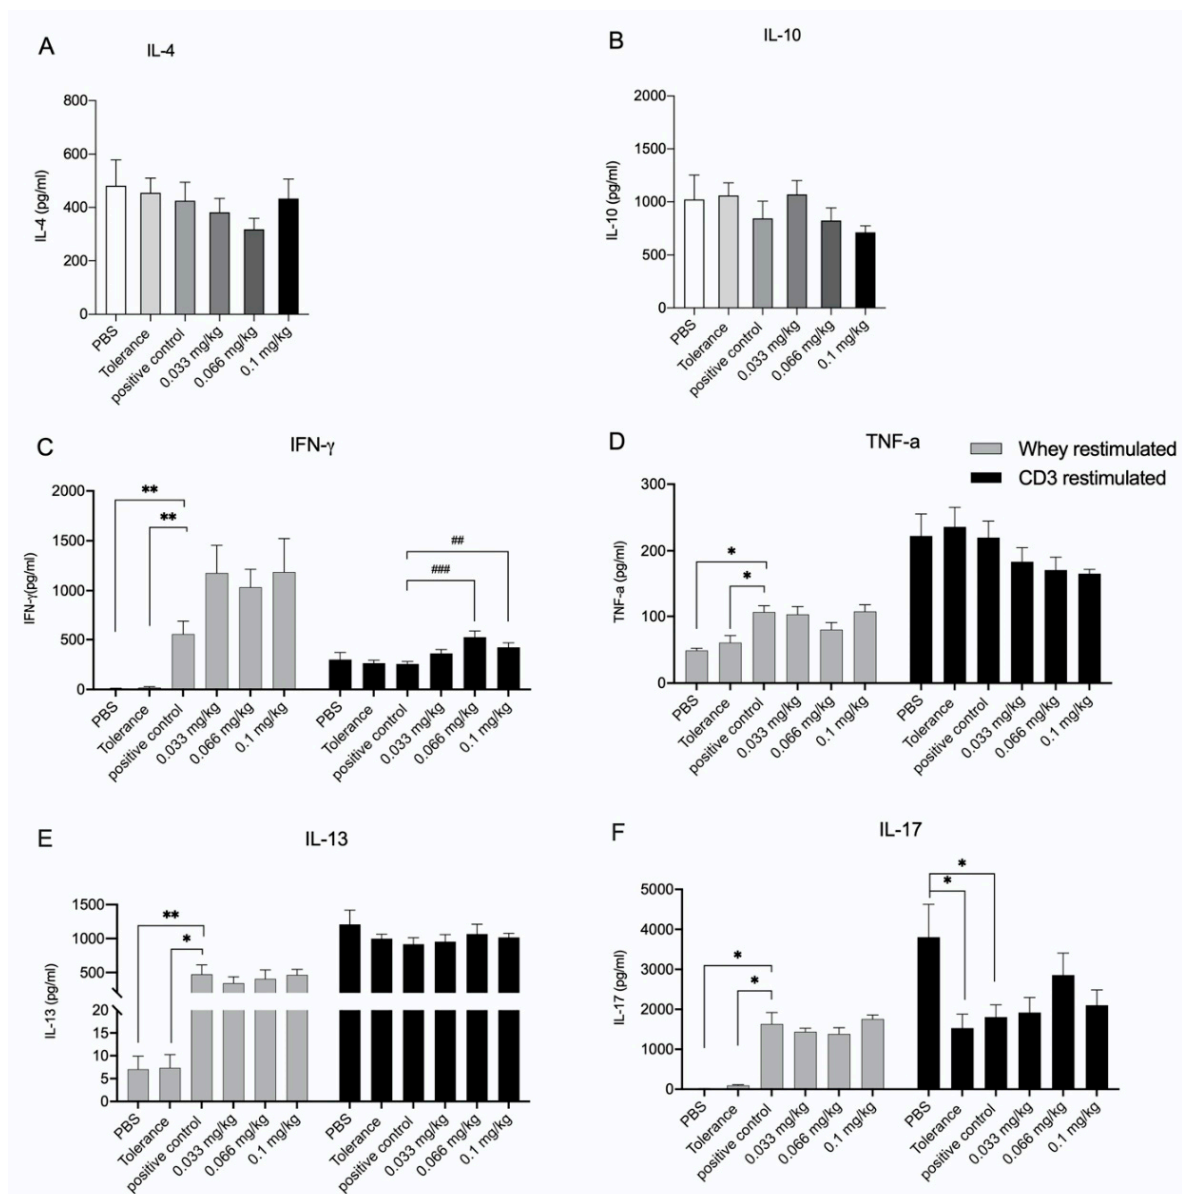 A
IL-4
IL-4 (pg/ml)
800
600
400
200
0
PBS
Tolerance
positive control
0.033 mg/kg
0.066 mg/kg
0.1 mg/kg
B
IL-10
IL-10 (pg/ml)
2000
1500
1000
500
0
PBS
Tolerance
positive control
0.033 mg/kg
0.066 mg/kg
0.1 mg/kg
C
IFN-γ
IFN-γ(pg/ml)
2000
1500
1000
500
0
**
**
##
###
PBS
Tolerance
positive control
0.033 mg/kg
0.066 mg/kg
0.1 mg/kg
PBS
Tolerance
positive control
0.033 mg/kg
0.066 mg/kg
0.1 mg/kg
D
TNF-a
Whey restimulated
CD3 restimulated
TNF-a (pg/ml)
300
200
100
0
*
*
PBS
Tolerance
positive control
0.033 mg/kg
0.066 mg/kg
0.1 mg/kg
PBS
Tolerance
positive control
0.033 mg/kg
0.066 mg/kg
0.1 mg/kg
E
IL-13
IL-13 (pg/ml)
1500
1000
500
20
15
10
5
0
**
*
PBS
Tolerance
positive control
0.033 mg/kg
0.066 mg/kg
0.1 mg/kg
PBS
Tolerance
positive control
0.033 mg/kg
0.066 mg/kg
0.1 mg/kg
F
IL-17
IL-17 (pg/ml)
5000
4000
3000
2000
1000
0
*
*
*
*
PBS
Tolerance
positive control
0.033 mg/kg
0.066 mg/kg
0.1 mg/kg
PBS
Tolerance
positive control
0.033 mg/kg
0.066 mg/kg
0.1 mg/kg